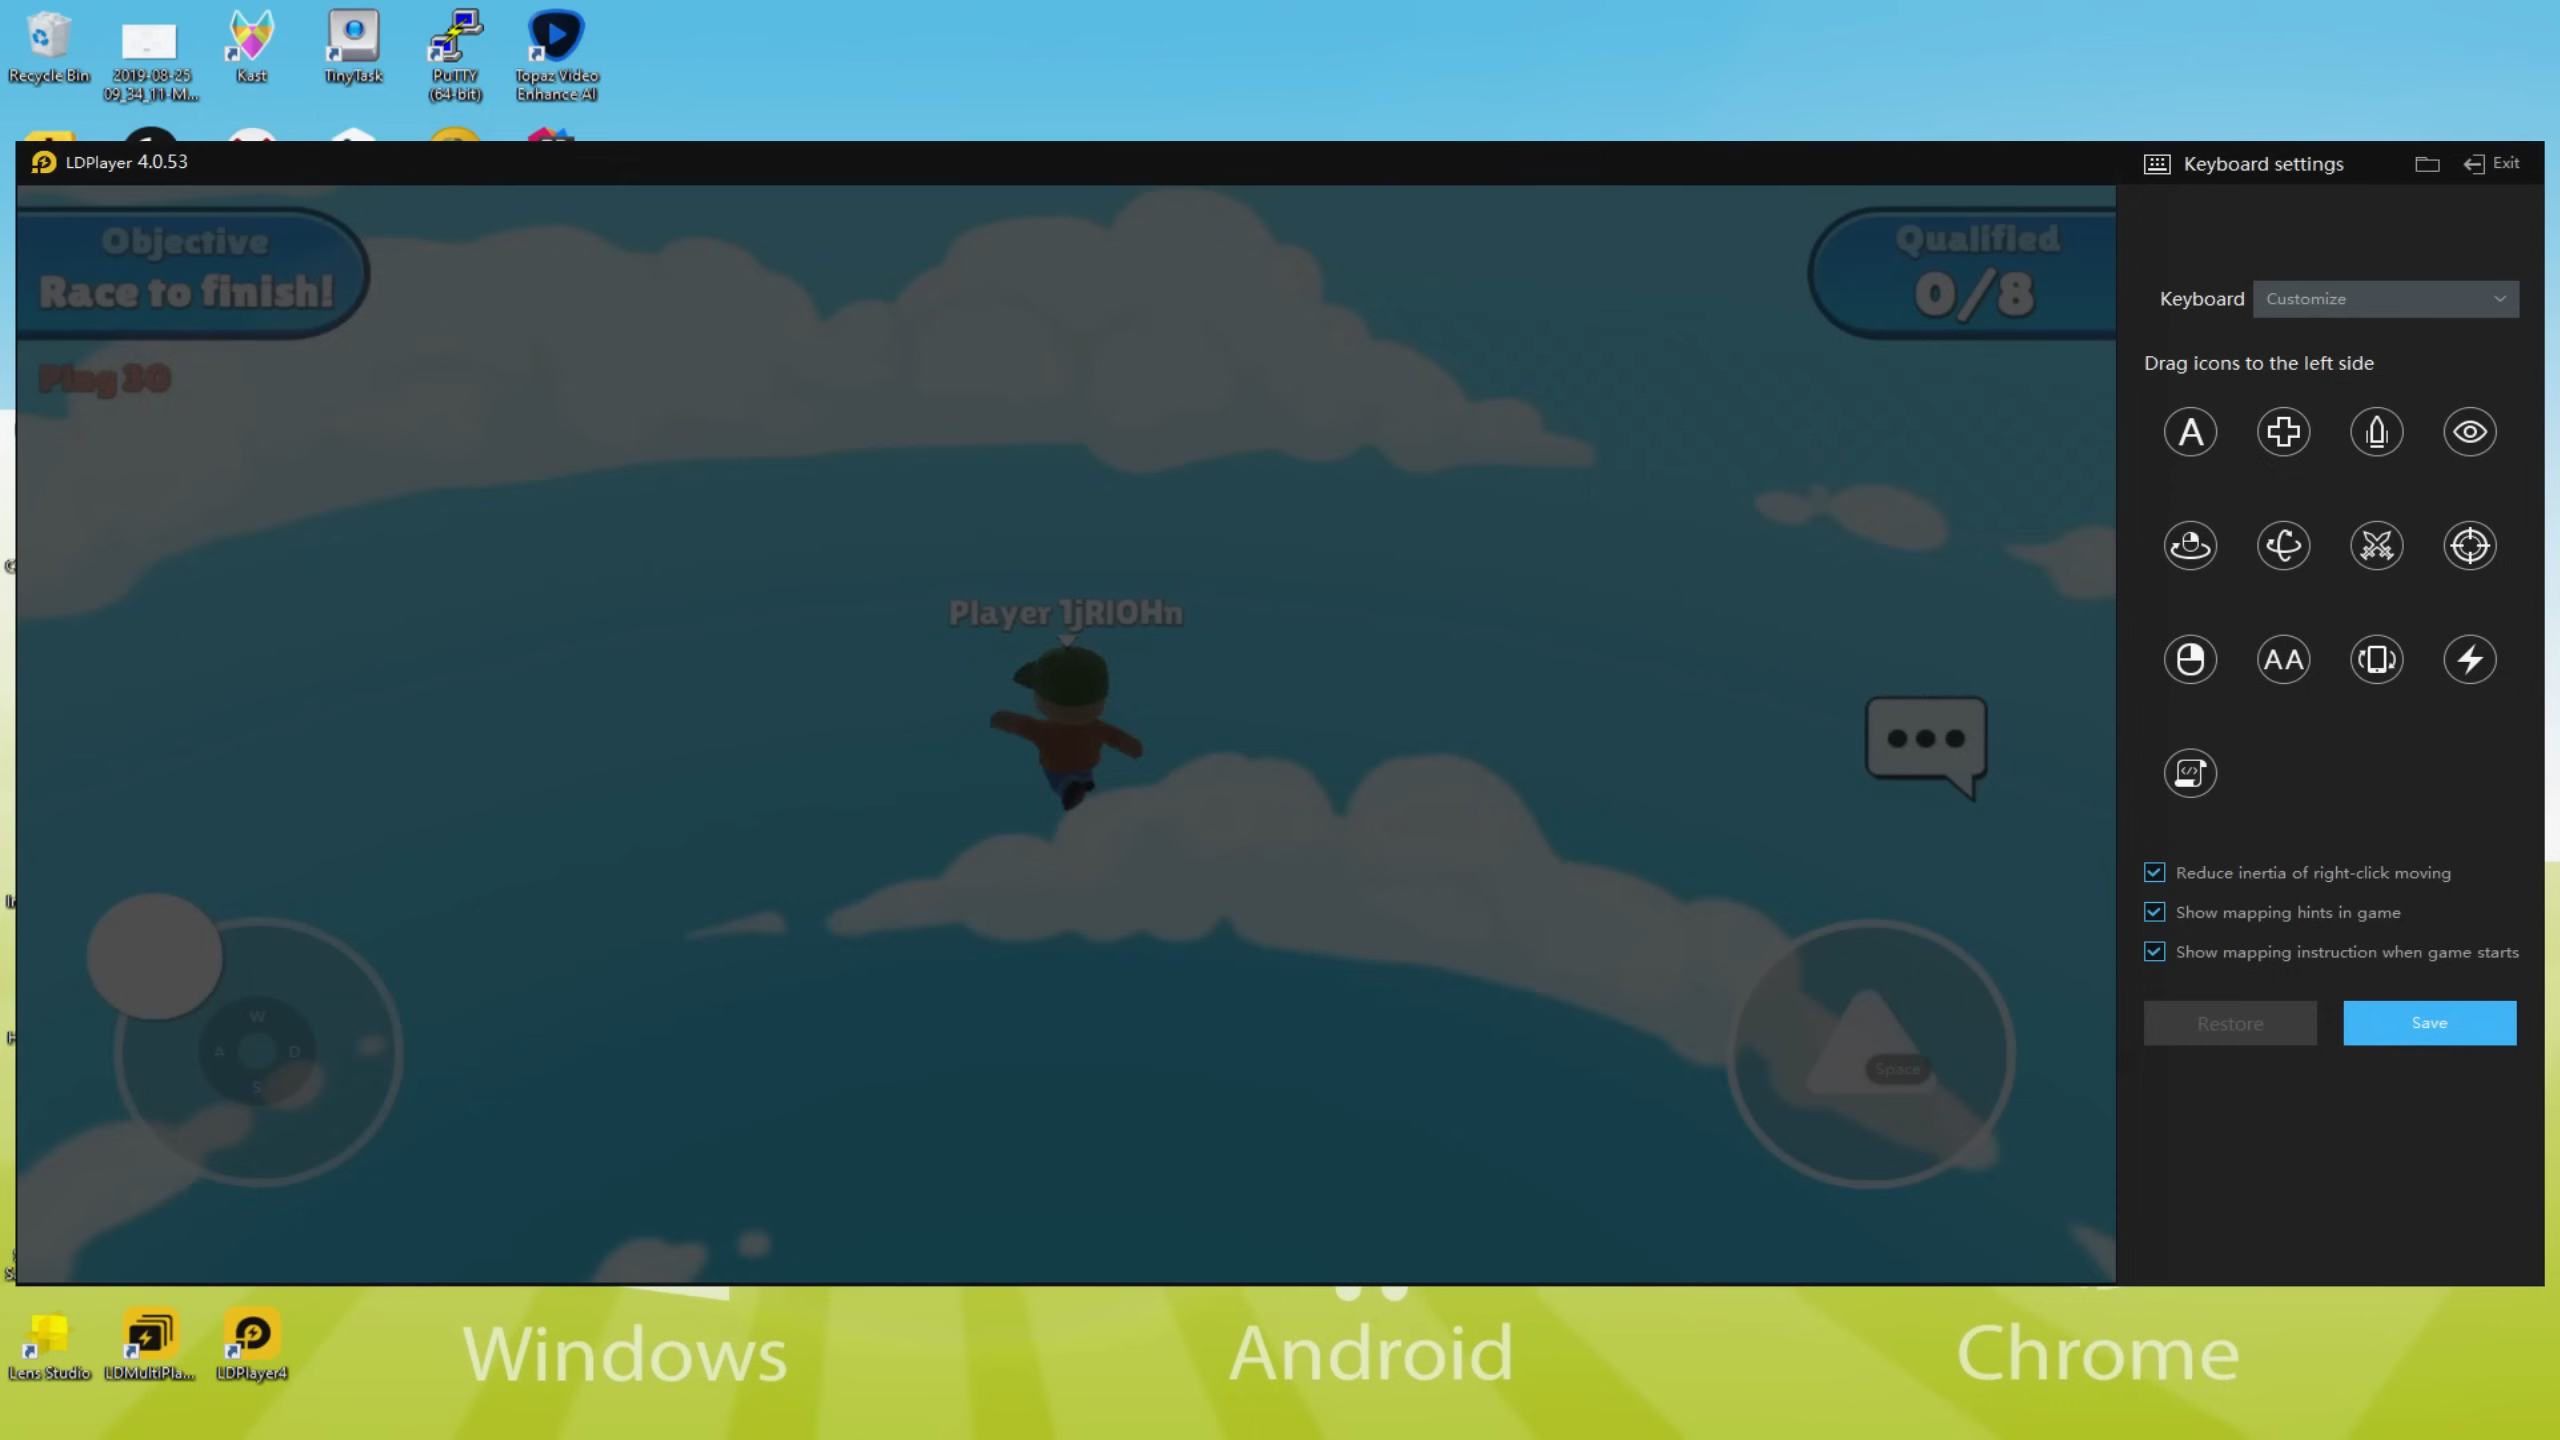 Recycle Bin
2019-08-25
09_34_11-IM...
Kast
TinyTask
PuTTY
(64-bit)
Topaz Video
Enhance AI
LDPlayer 4.0.53
Keyboard settings
Exit
Objective
Race to finish!
Qualified
0/8
Ping 30
Keyboard
Customize
Drag icons to the left side
A
AA
</>
Player 1jRIOHn
Reduce inertia of right-click moving
Show mapping hints in game
Show mapping instruction when game starts
Restore
Save
W
A
D
S
Space
Lens Studio
LDMultiPla...
LDPlayer4
Windows
Android
Chrome